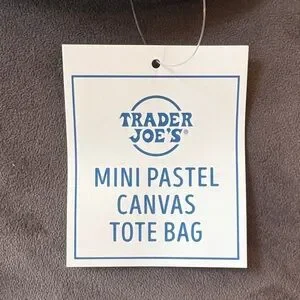 TRADER
JOE'S®
MINI PASTEL
CANVAS
TOTE BAG